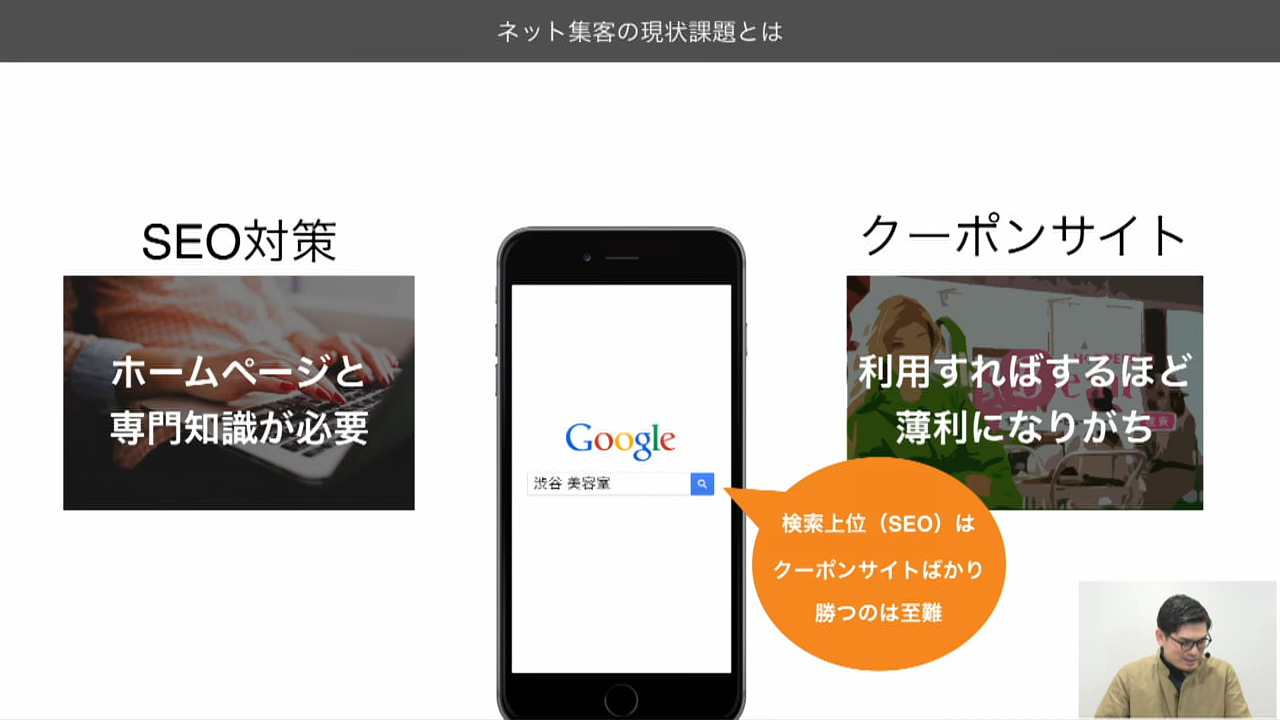 ネット集客の現状課題とは
SEO対策
ホームページと
専門知識が必要
Google
渋谷 美容室
クーポンサイト
利用すればするほど
薄利になりがち
検索上位（SEO）は
クーポンサイトばかり
勝つのは至難